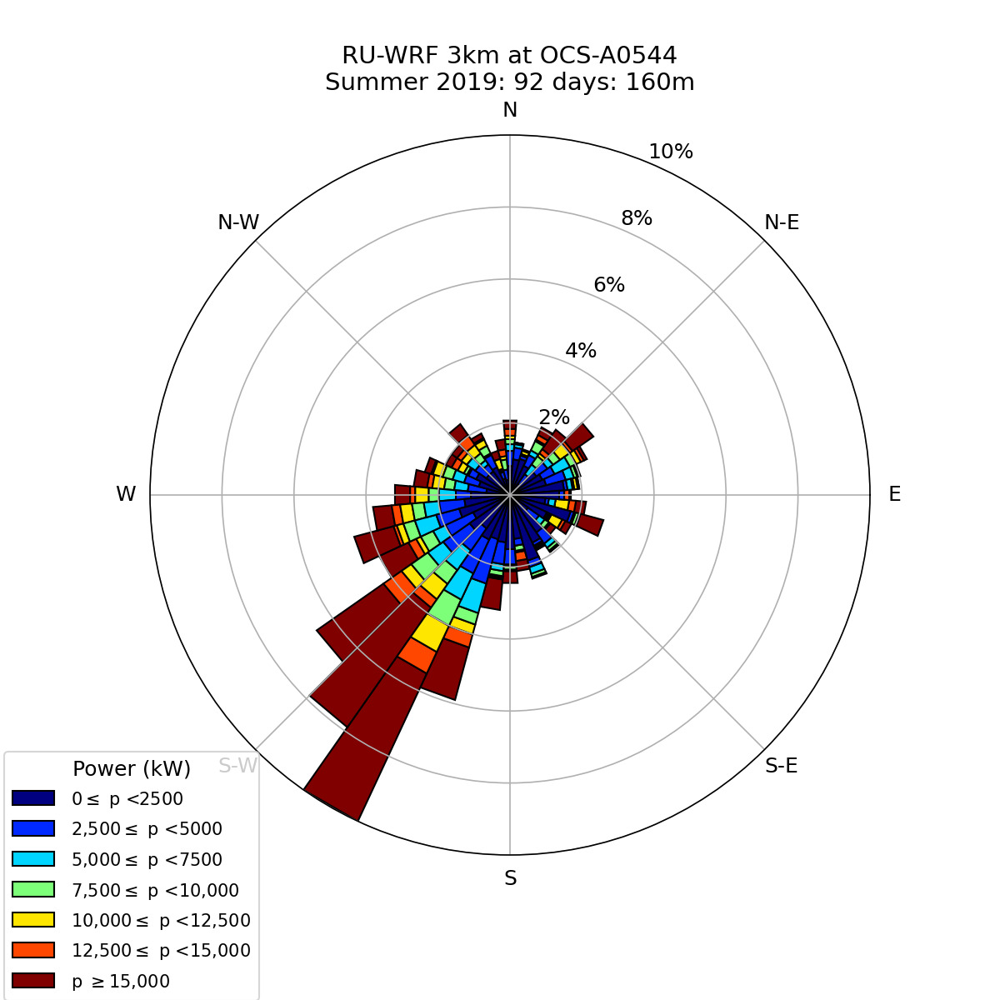 RU-WRF 3km at OCS-A0544
Summer 2019: 92 days: 160m
N
10%
N-W
8%
N-E
6%
4%
2%
W
E
S-W
S-E
S
Power (kW)
0≤ p <2500
2,500≤ p <5000
5,000≤ p <7500
7,500≤ p <10,000
10,000≤ p <12,500
12,500≤ p <15,000
p ≥15,000